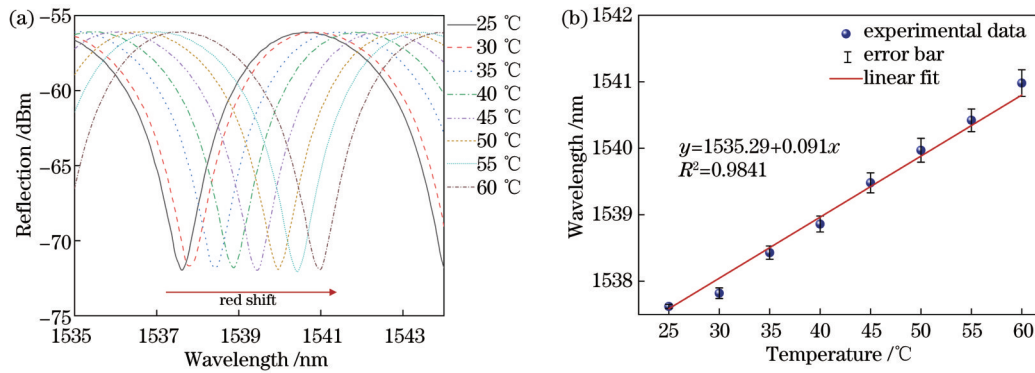 (a)
−55
−60
−65
−70
−75
Reflection /dBm
25 ℃
30 ℃
35 ℃
40 ℃
45 ℃
50 ℃
55 ℃
60 ℃
red shift
1535
1537
1539
1541
1543
Wavelength /nm
(b)
1542
1541
1540
1539
1538
Wavelength /nm
experimental data
error bar
linear fit
y=1535.29+0.091x
R²=0.9841
25
30
35
40
45
50
55
60
Temperature /℃